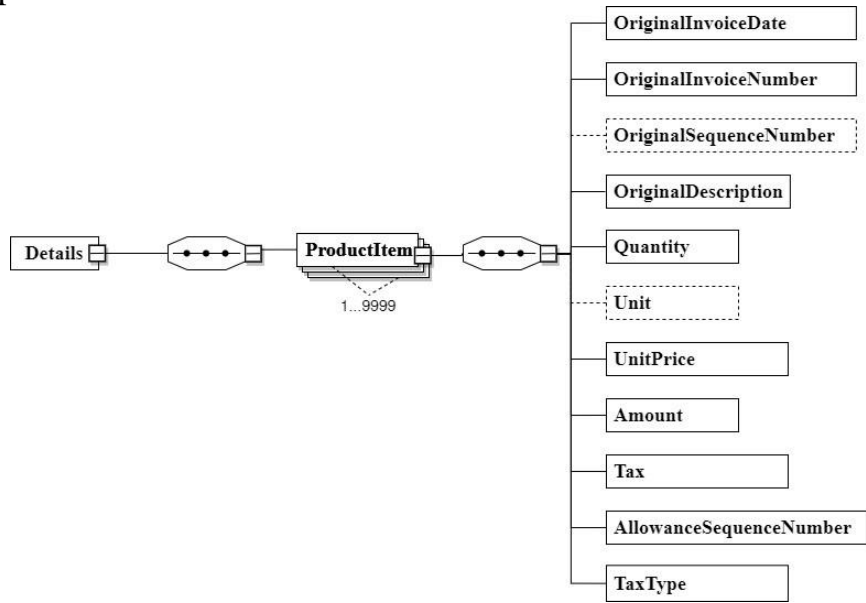 OriginalInvoiceDate
OriginalInvoiceNumber
OriginalSequenceNumber
OriginalDescription
Details
ProductItem
1...9999
Quantity
Unit
UnitPrice
Amount
Tax
AllowanceSequenceNumber
TaxType